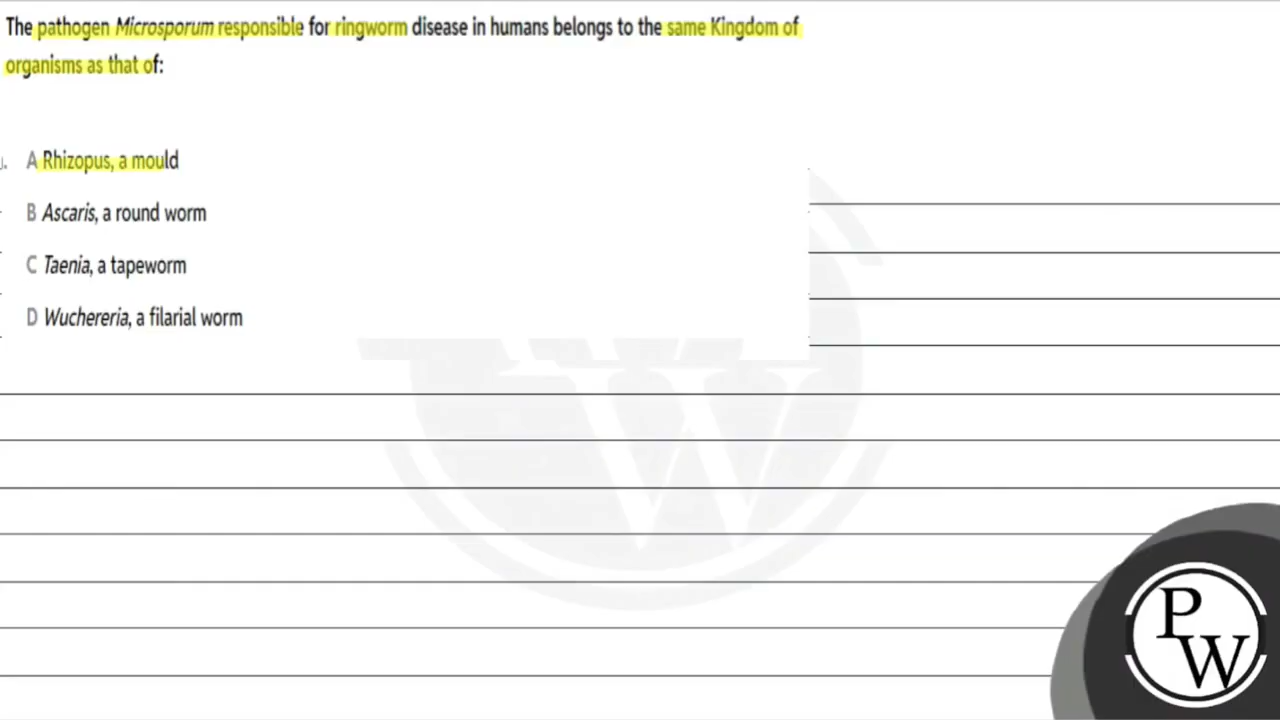 The pathogen Microsporum responsible for ringworm disease in humans belongs to the same Kingdom of
organisms as that of:
A Rhizopus, a mould
B Ascaris, a round worm
C Taenia, a tapeworm
D Wuchereria, a filarial worm
W
P
W